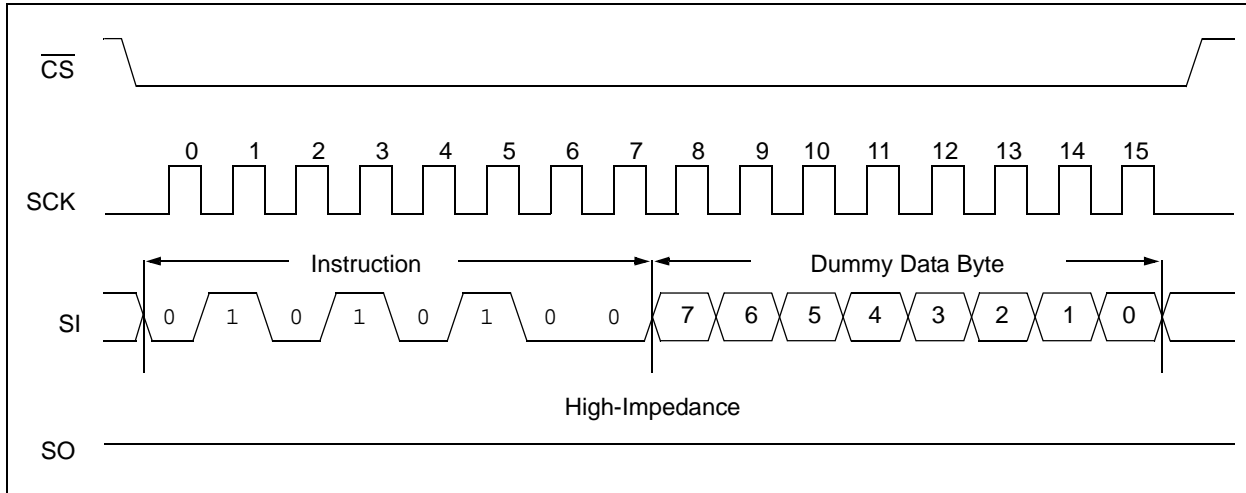 CS
0 1 2 3 4 5 6 7 8 9 10 11 12 13 14 15
SCK
Instruction Dummy Data Byte
SI 0 1 0 1 0 1 0 0 7 6 5 4 3 2 1 0
High-Impedance
SO